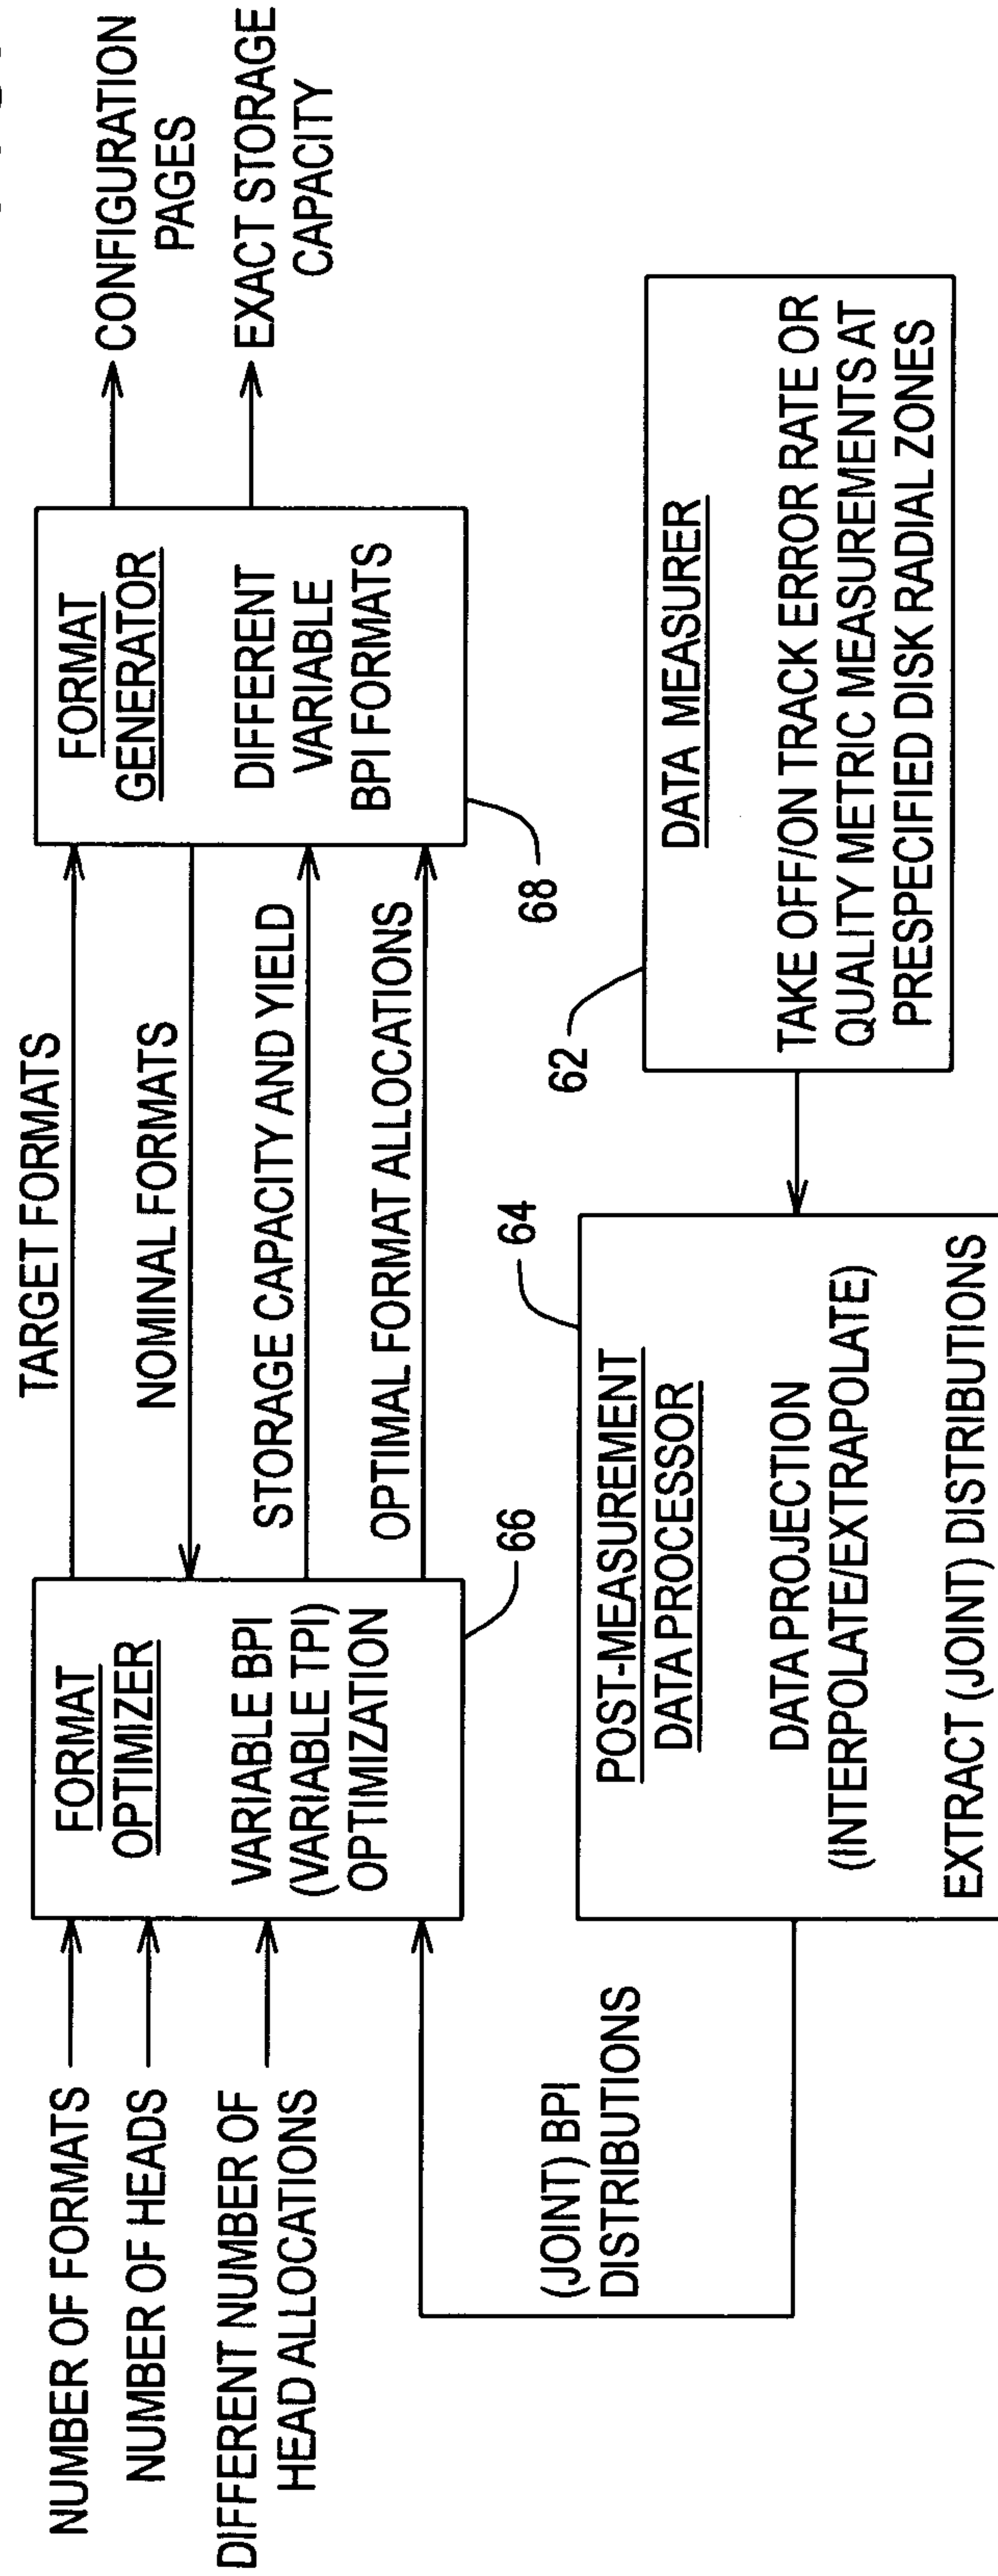 NUMBER OF FORMATS
NUMBER OF HEADS
DIFFERENT NUMBER OF
HEAD ALLOCATIONS
FORMAT
OPTIMIZER
VARIABLE BPI
(VARIABLE TPI)
OPTIMIZATION
66
TARGET FORMATS
NOMINAL FORMATS
STORAGE CAPACITY AND YIELD
OPTIMAL FORMAT ALLOCATIONS
FORMAT
GENERATOR
DIFFERENT
VARIABLE
BPI FORMATS
68
CONFIGURATION
PAGES
EXACT STORAGE
CAPACITY
(JOINT) BPI
DISTRIBUTIONS
64
POST-MEASUREMENT
DATA PROCESSOR
DATA PROJECTION
(INTERPOLATE/EXTRAPOLATE)
EXTRACT (JOINT) DISTRIBUTIONS
62
DATA MEASURER
TAKE OFF/ON TRACK ERROR RATE OR
QUALITY METRIC MEASUREMENTS AT
PRESPECIFIED DISK RADIAL ZONES